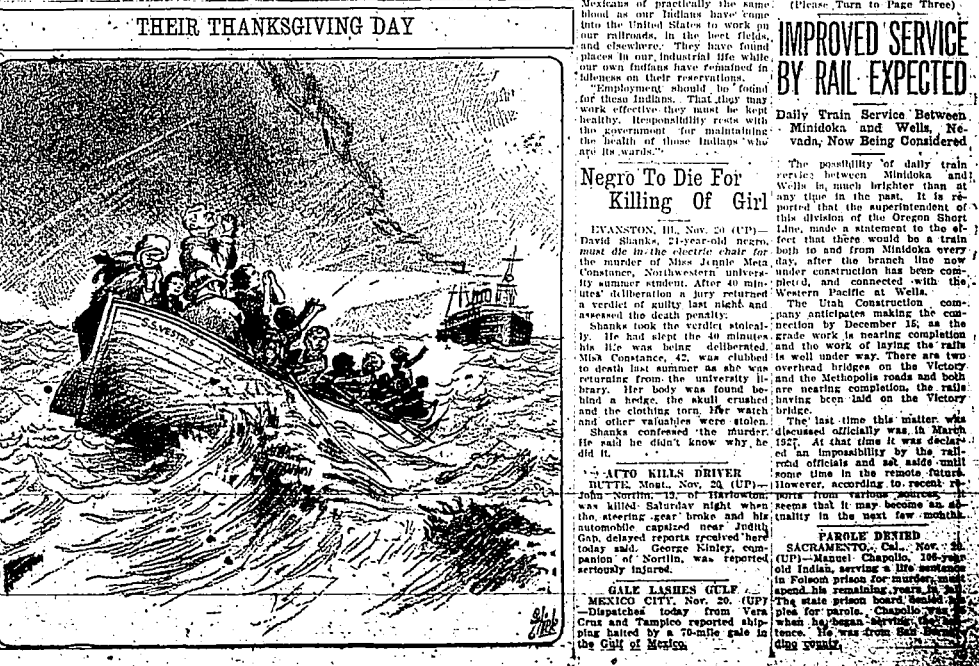 THEIR THANKSGIVING DAY
S.S. VESTRIS
Mexicans of practically the same
blood as our Indians have come
into the United States to work on
our railroads, in the beet fields,
and elsewhere. They have found
places in our industrial life while
our own Indians have remained in
idleness on their reservations.
"Employment should be found
for these Indians. That they may
work effective they must be kept
healthy. Responsibility rests with
the government for maintaining
the health of those Indians who
are its wards."
Negro To Die For
Killing Of Girl
EVANSTON, Ill., Nov. 20 (UP)—
David Shanks, 21-year-old negro,
must die in the electric chair for
the murder of Miss Jennie Meta
Constance, Northwestern univers-
ity summer student. After 40 min-
utes' deliberation a jury returned
a verdict of guilty last night and
assessed the death penalty.
Shanks took the verdict stoical-
ly. He had slept the 40 minutes
his life was being deliberated.
Miss Constance, 42, was clubbed
to death last summer as she was
returning from the university li-
brary. Her body was found be-
hind a hedge, the skull crushed
and the clothing torn. Her watch
and other valuables were stolen.
Shanks confessed the murder.
He said he didn't know why he
did it.
AUTO KILLS DRIVER
BUTTE, Mont., Nov. 20 (UP)—
John Nortlin, 13, of Harlowton,
was killed Saturday night when
the steering gear broke and his
automobile capsized near Judith
Gap, delayed reports received here
today said. George Kinley, com-
panion of Nortlin, was reported
seriously injured.
GALE LASHES GULF
MEXICO CITY, Nov. 20. (UP)
—Dispatches today from Vera
Cruz and Tampico reported ship-
ping halted by a 70-mile gale in
the Gulf of Mexico.
(Please Turn to Page Three)
IMPROVED SERVICE
BY RAIL EXPECTED
Daily Train Service Between
Minidoka and Wells, Ne-
vada, Now Being Considered
The possibility of daily train
service between Minidoka and
Wells is much brighter than at
any time in the past. It is re-
ported that the superintendent of
this division of the Oregon Short
Line, made a statement to the ef-
fect that there would be a train
both to and from Minidoka every
day, after the branch line now
under construction has been com-
pleted, and connected with the
Western Pacific at Wells.
The Utah Construction com-
pany anticipates making the con-
nection by December 15, as the
grade work is nearing completion
and the work of laying the rails
is well under way. There are two
overhead bridges on the Victory
and the Methopolis roads and both
are nearing completion, the rails
having been laid on the Victory
bridge.
The last time this matter was
discussed officially was in March
1927. At that time it was declar-
ed an impossibility by the rail-
road officials and set aside until
some time in the remote future.
However, according to recent re-
ports from various sources, it
seems that it may become an ac-
tuality in the next few months.
PAROLE DENIED
SACRAMENTO, Cal., Nov. 20.
(UP)—Manuel Chapolio, 106-year
old Indian, serving a life sentence
in Folsom prison for murder, must
spend his remaining years in jail.
The state prison board denied his
plea for parole. Chapolio was
when he began serving the
tence. He was from San Bernar-
dino county.